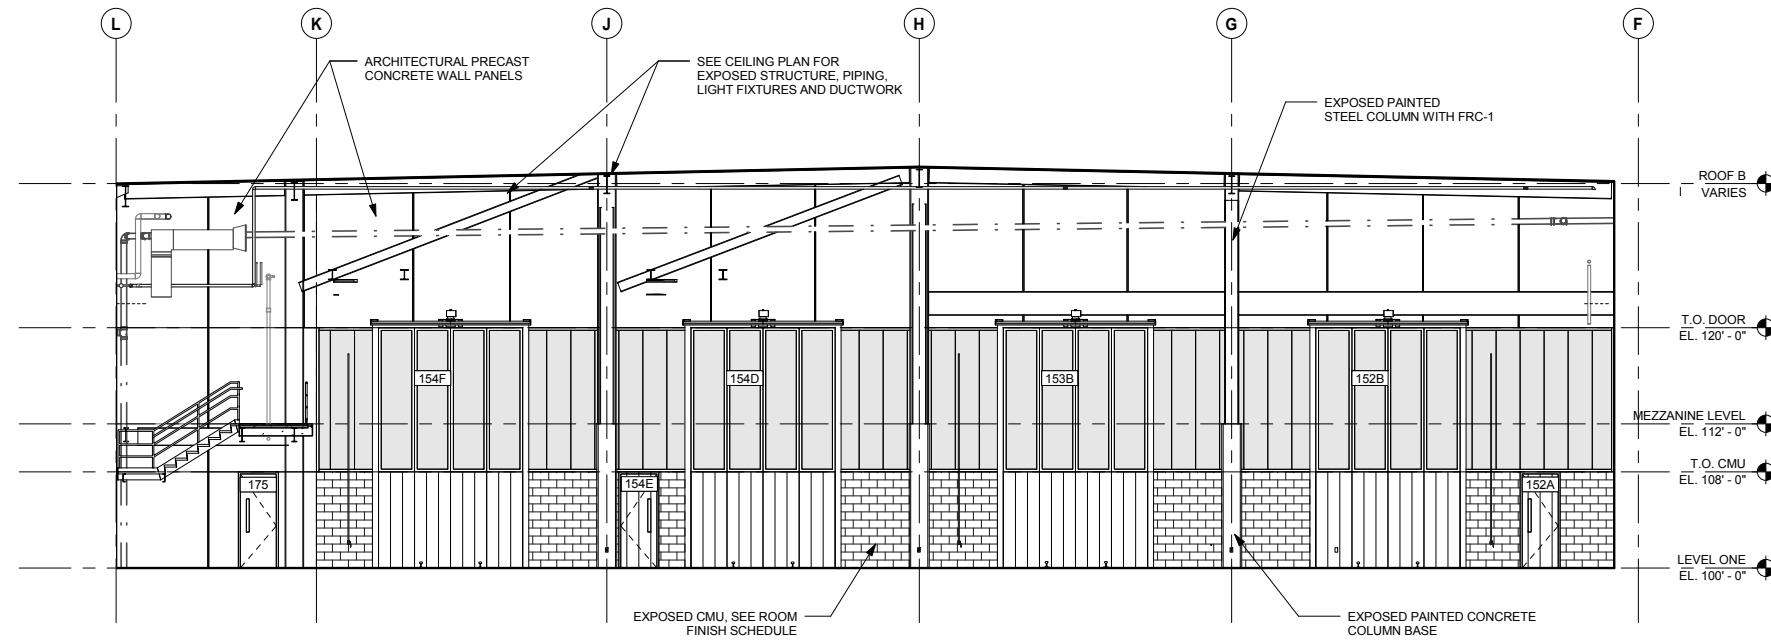 L
K
J
H
G
F
ARCHITECTURAL PRECAST
CONCRETE WALL PANELS
SEE CEILING PLAN FOR
EXPOSED STRUCTURE, PIPING,
LIGHT FIXTURES AND DUCTWORK
EXPOSED PAINTED
STEEL COLUMN WITH FRC-1
ROOF B
VARIES
T.O. DOOR
EL. 120' - 0"
154F
154D
153B
152B
MEZZANINE LEVEL
EL. 112' - 0"
T.O. CMU
EL. 108' - 0"
175
154E
152A
LEVEL ONE
EL. 100' - 0"
EXPOSED CMU, SEE ROOM
FINISH SCHEDULE
EXPOSED PAINTED CONCRETE
COLUMN BASE